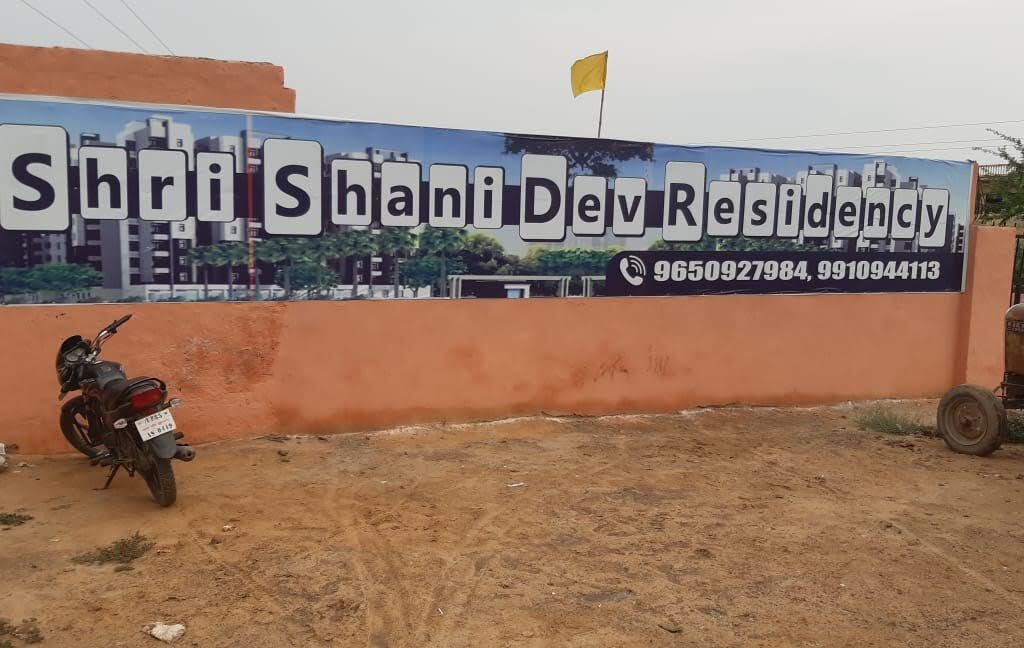 Shri Shani Dev Residency
9650927984, 9910944113